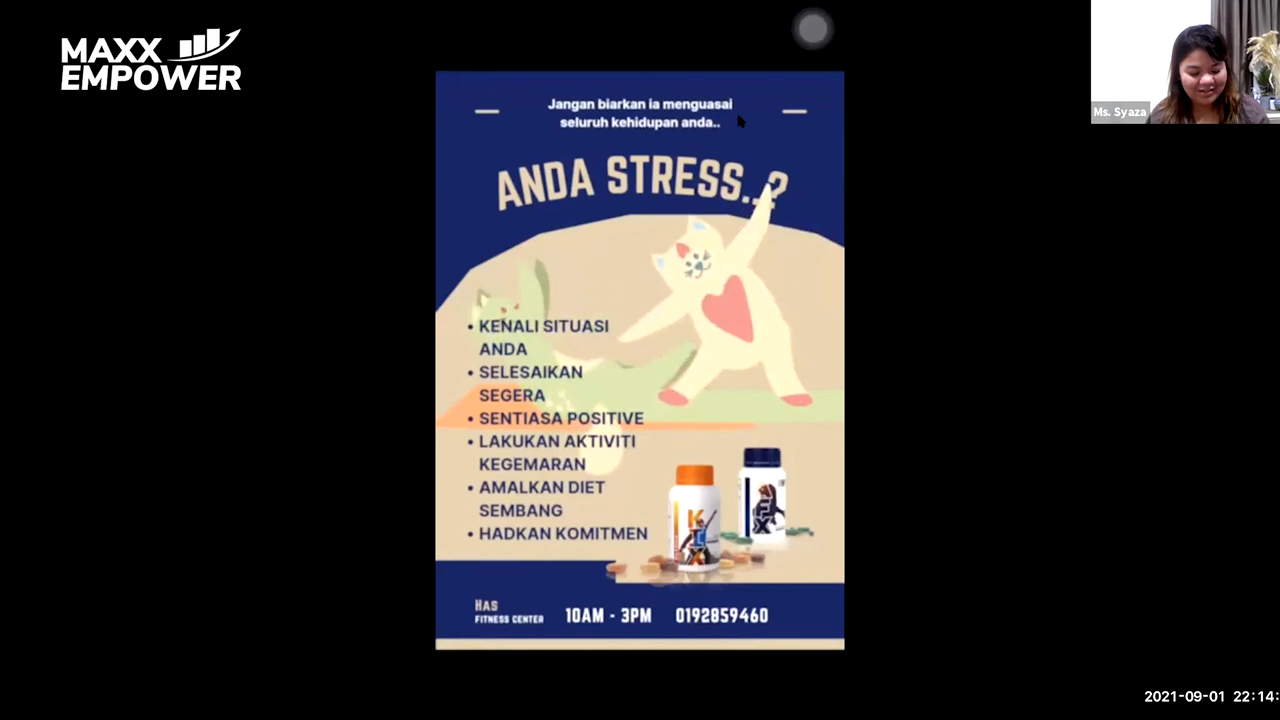 MAXX
EMPOWER
Ms. Syaza
Jangan biarkan ia menguasai
seluruh kehidupan anda..
ANDA STRESS..?
• KENALI SITUASI
ANDA
• SELESAIKAN
SEGERA
• SENTIASA POSITIVE
• LAKUKAN AKTIVITI
KEGEMARAN
• AMALKAN DIET
SEMBANG
• HADKAN KOMITMEN
KIX
HAS
FITNESS CENTER
10AM - 3PM
0192859460
2021-09-01 22:14: